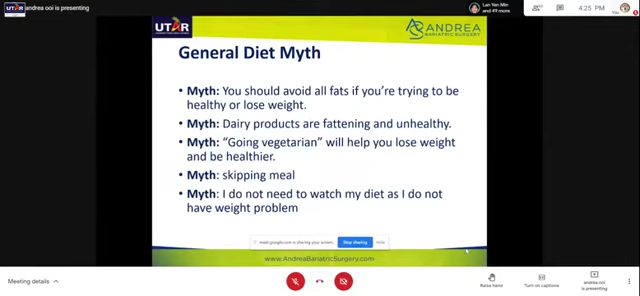 andrea ooi is presenting
Lan Yen Min
and 49 more
4:25 PM
You
UTAR
ANDREA
BARIATRIC SURGERY
General Diet Myth
• Myth: You should avoid all fats if you're trying to be
healthy or lose weight.
• Myth: Dairy products are fattening and unhealthy.
• Myth: "Going vegetarian" will help you lose weight
and be healthier.
• Myth: skipping meal
• Myth: I do not need to watch my diet as I do not
have weight problem
meet.google.com is sharing your screen.
Stop sharing
Hide
www.AndreaBariatricSurgery.com
Meeting details
Raise hand
Turn on captions
andrea ooi
is presenting